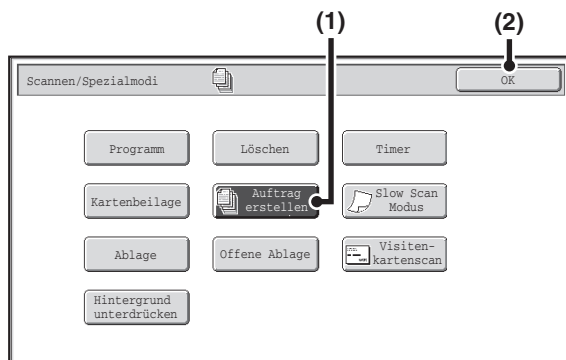 (1) (2)
Scannen/Spezialmodi OK
Programm Löschen Timer
Kartenbeilage Auftrag erstellen Slow Scan Modus
Ablage Offene Ablage Visiten-kartenscan
Hintergrund unterdrücken